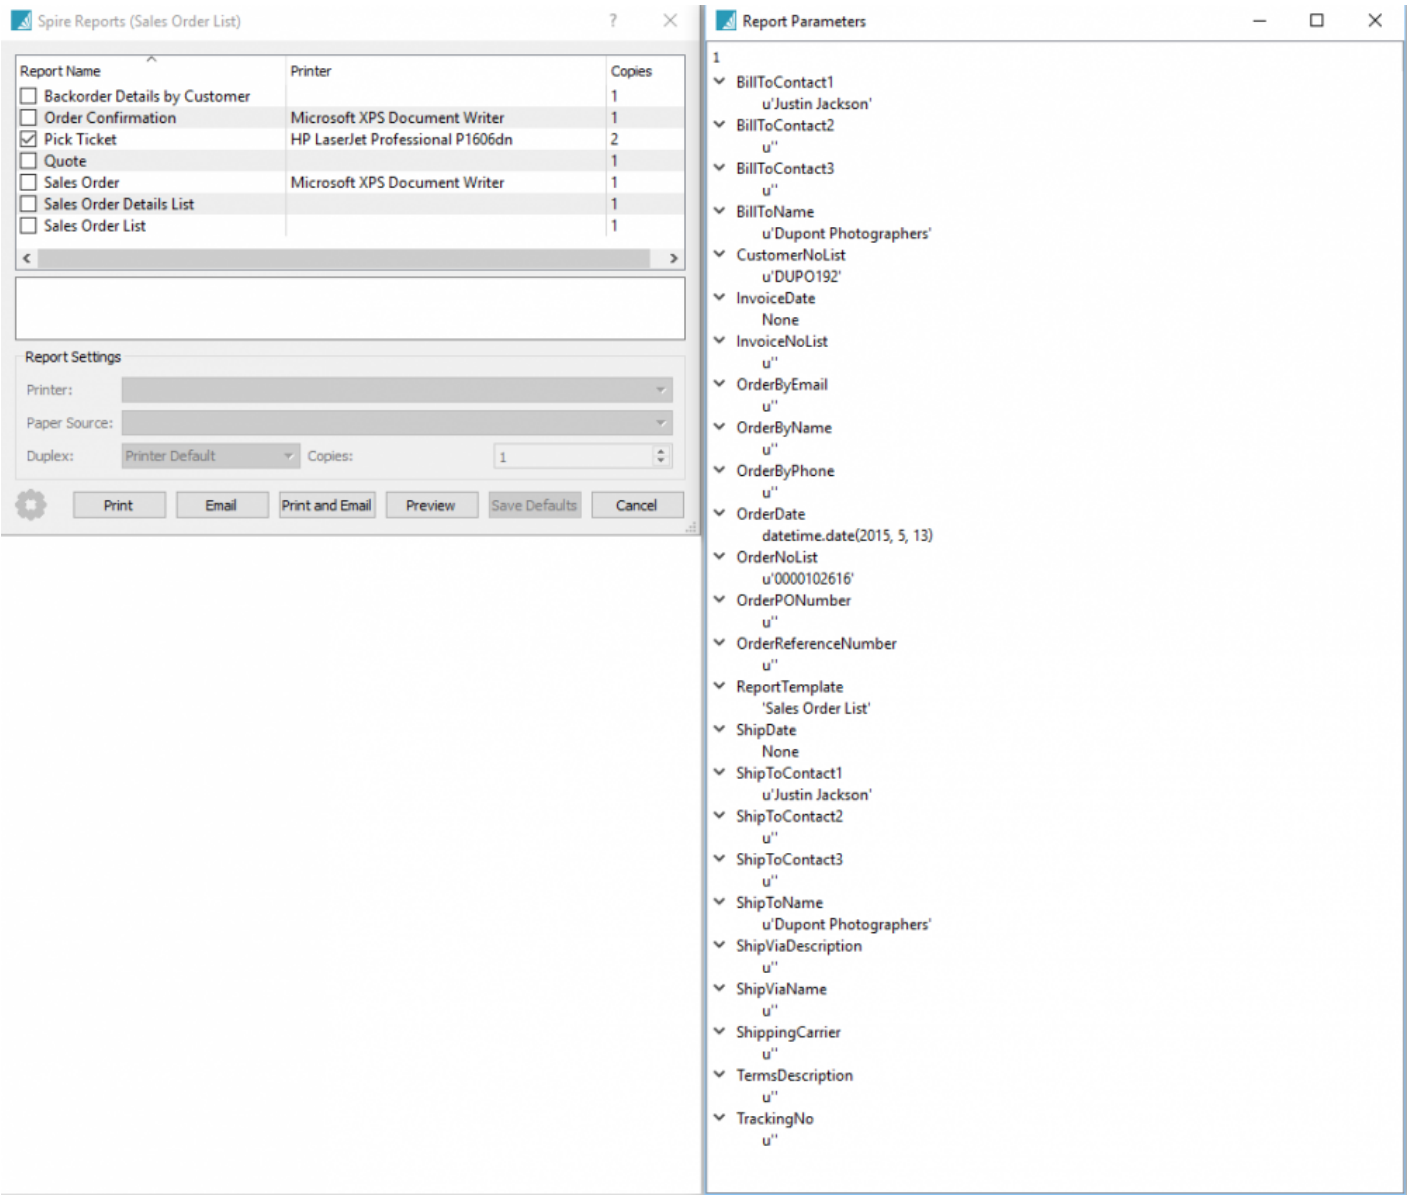 Spire Reports (Sales Order List) ?
Report Name Printer Copies
Backorder Details by Customer 1
Order Confirmation Microsoft XPS Document Writer 1
Pick Ticket HP LaserJet Professional P1606dn 2
Quote 1
Sales Order Microsoft XPS Document Writer 1
Sales Order Details List 1
Sales Order List 1
Report Settings
Printer:
Paper Source:
Duplex: Printer Default Copies: 1
Print Email Print and Email Preview Save Defaults Cancel
Report Parameters
1
BillToContact1
u'Justin Jackson'
BillToContact2
u''
BillToContact3
u''
BillToName
u'Dupont Photographers'
CustomerNoList
u'DUPO192'
InvoiceDate
None
InvoiceNoList
u''
OrderByEmail
u''
OrderByName
u''
OrderByPhone
u''
OrderDate
datetime.date(2015, 5, 13)
OrderNoList
u'0000102616'
OrderPONumber
u''
OrderReferenceNumber
u''
ReportTemplate
'Sales Order List'
ShipDate
None
ShipToContact1
u'Justin Jackson'
ShipToContact2
u''
ShipToContact3
u''
ShipToName
u'Dupont Photographers'
ShipViaDescription
u''
ShipViaName
u''
ShippingCarrier
u''
TermsDescription
u''
TrackingNo
u''